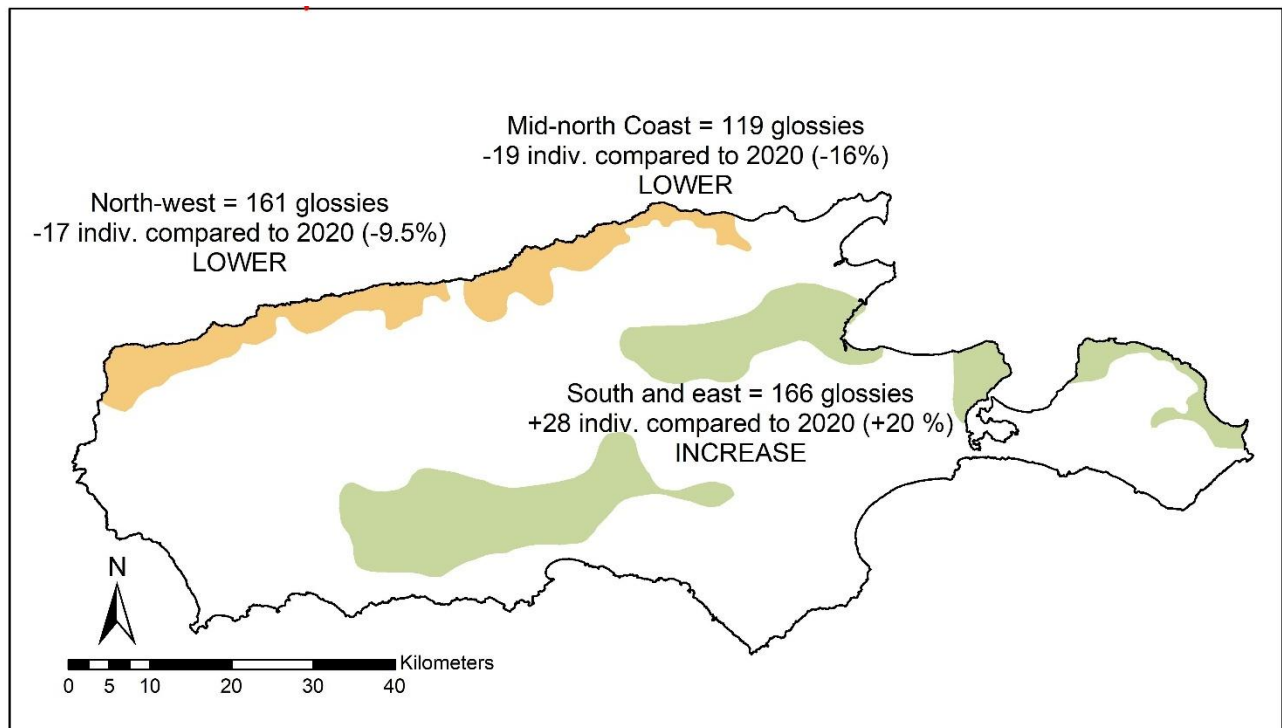 Mid-north Coast = 119 glossies
-19 indiv. compared to 2020 (-16%)
LOWER
North-west = 161 glossies
-17 indiv. compared to 2020 (-9.5%)
LOWER
South and east = 166 glossies
+28 indiv. compared to 2020 (+20 %)
INCREASE
N
Kilometers
0 5 10 20 30 40